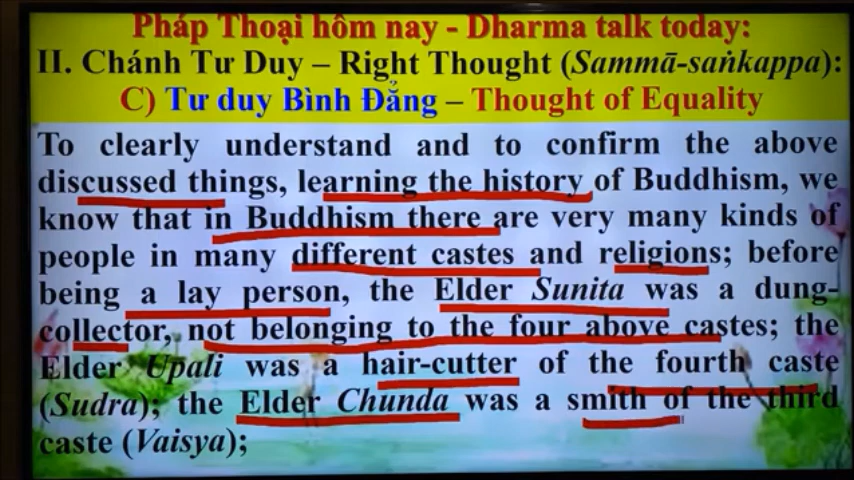 Pháp Thoại hôm nay - Dharma talk today:
II. Chánh Tư Duy – Right Thought (Sammā-saṅkappa):
C) Tư duy Bình Đẳng – Thought of Equality
To clearly understand and to confirm the above
discussed things, learning the history of Buddhism, we
know that in Buddhism there are very many kinds of
people in many different castes and religions; before
being a lay person, the Elder Sunita was a dung-
collector, not belonging to the four above castes; the
Elder Upali was a hair-cutter of the fourth caste
(Sudra); the Elder Chunda was a smith of the third
caste (Vaisya);